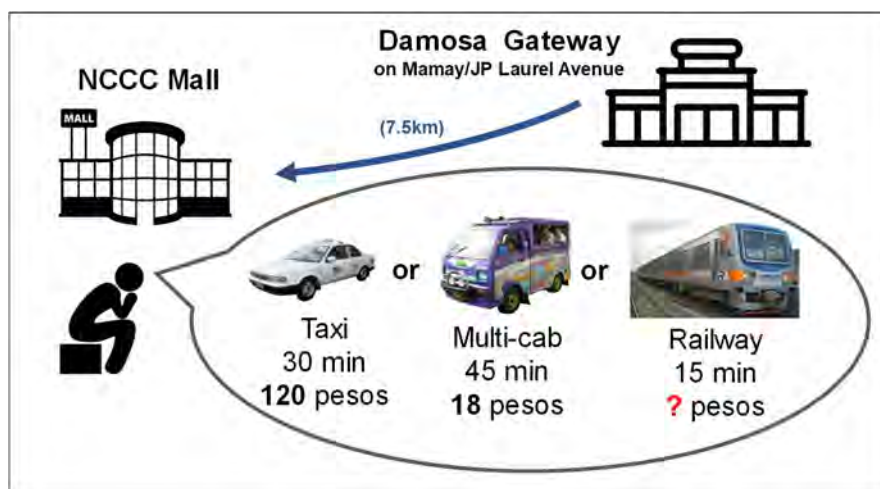 Damosa Gateway
on Mamay/JP Laurel Avenue
NCCC Mall
MALL
(7.5km)
or
or
Taxi
30 min
120 pesos
Multi-cab
45 min
18 pesos
Railway
15 min
? pesos